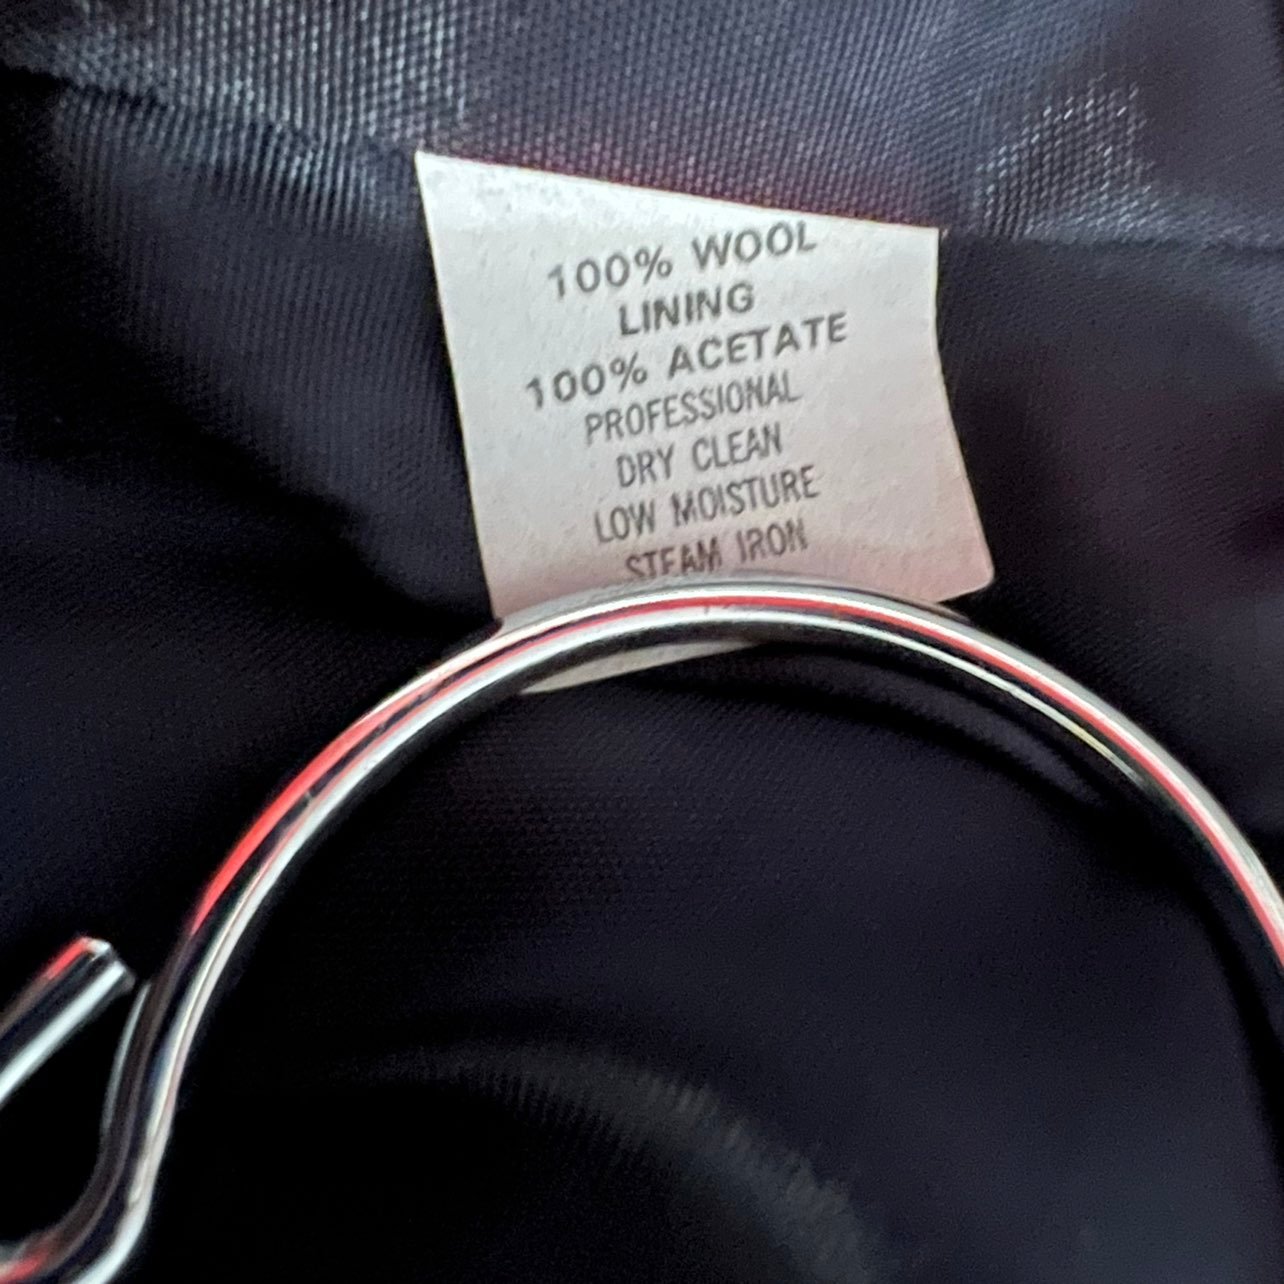 100% WOOL
LINING
100% ACETATE
PROFESSIONAL
DRY CLEAN
LOW MOISTURE
STEAM IRON